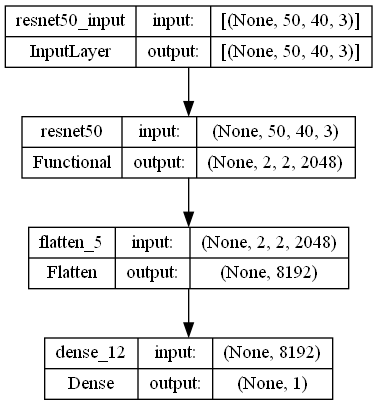 resnet50_input input: [(None, 50, 40, 3)]
InputLayer output: [(None, 50, 40, 3)]
resnet50 input: (None, 50, 40, 3)
Functional output: (None, 2, 2, 2048)
flatten_5 input: (None, 2, 2, 2048)
Flatten output: (None, 8192)
dense_12 input: (None, 8192)
Dense output: (None, 1)